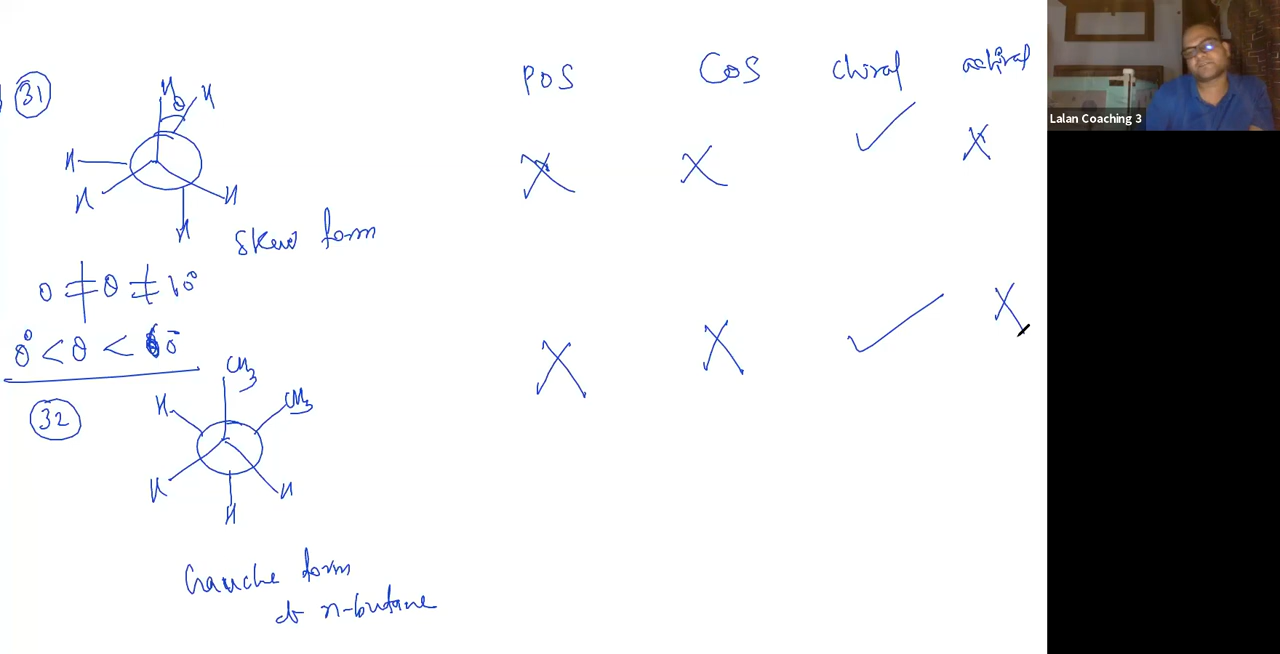 POS COS chiral achiral
31
H H
θ
H
H H
H
Skew form
0 ≠ θ ≠ 60°
0° < θ < 60°
32
CH3
H CH3
H H
H
Gauche form
of n-butane
Lalan Coaching 3